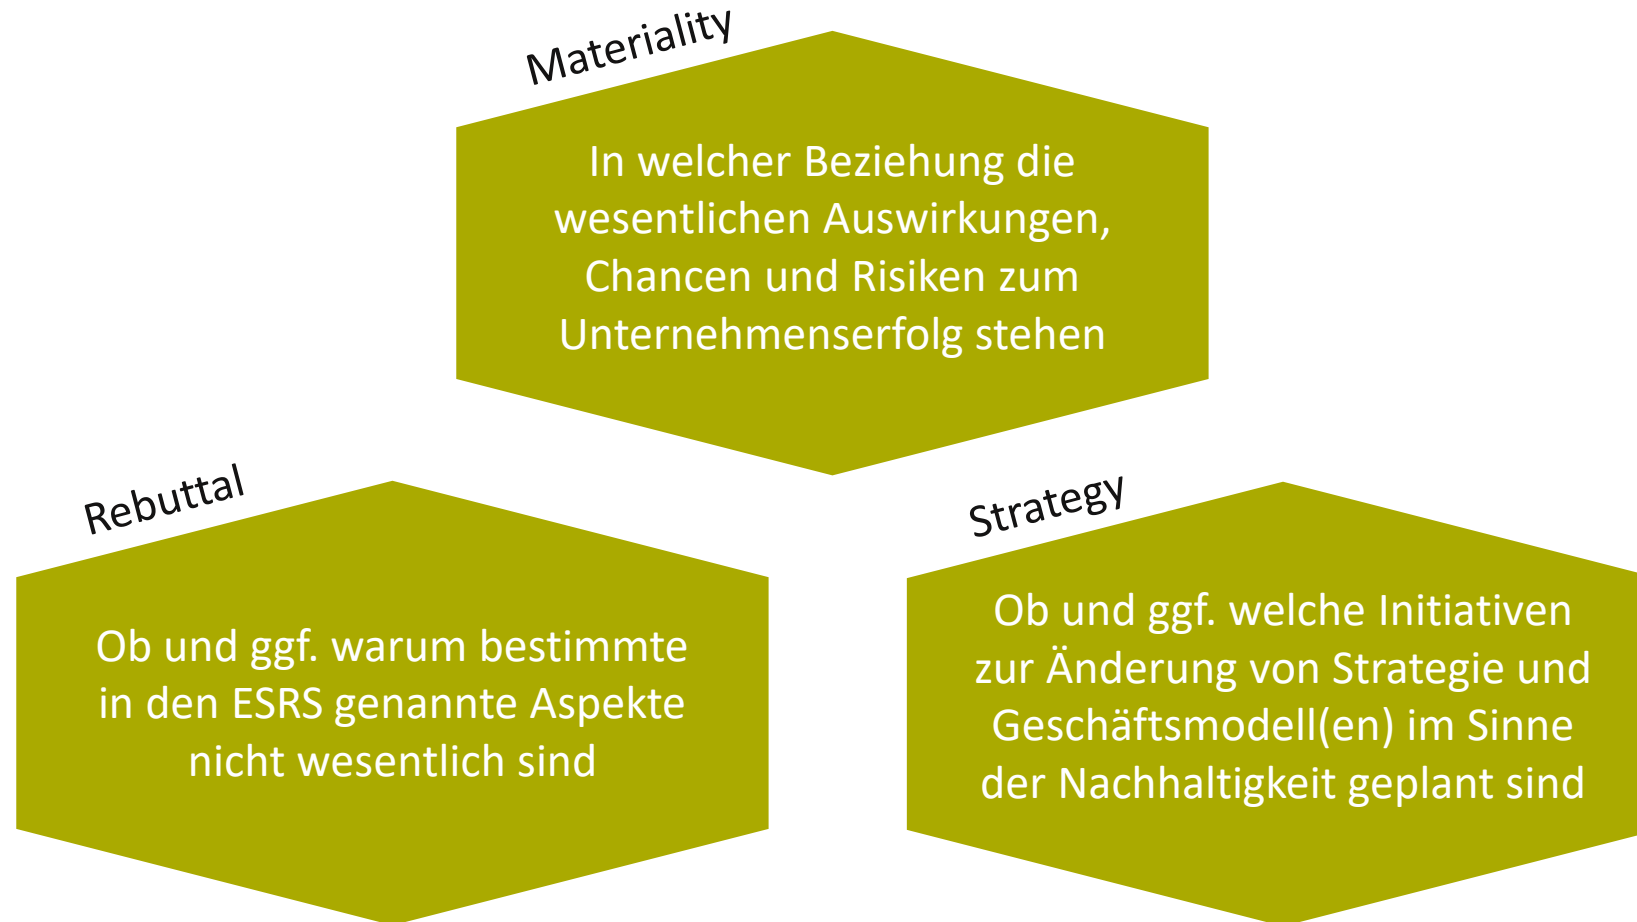 Materiality
In welcher Beziehung die
wesentlichen Auswirkungen,
Chancen und Risiken zum
Unternehmenserfolg stehen
Rebuttal
Ob und ggf. warum bestimmte
in den ESRS genannte Aspekte
nicht wesentlich sind
Strategy
Ob und ggf. welche Initiativen
zur Änderung von Strategie und
Geschäftsmodell(en) im Sinne
der Nachhaltigkeit geplant sind